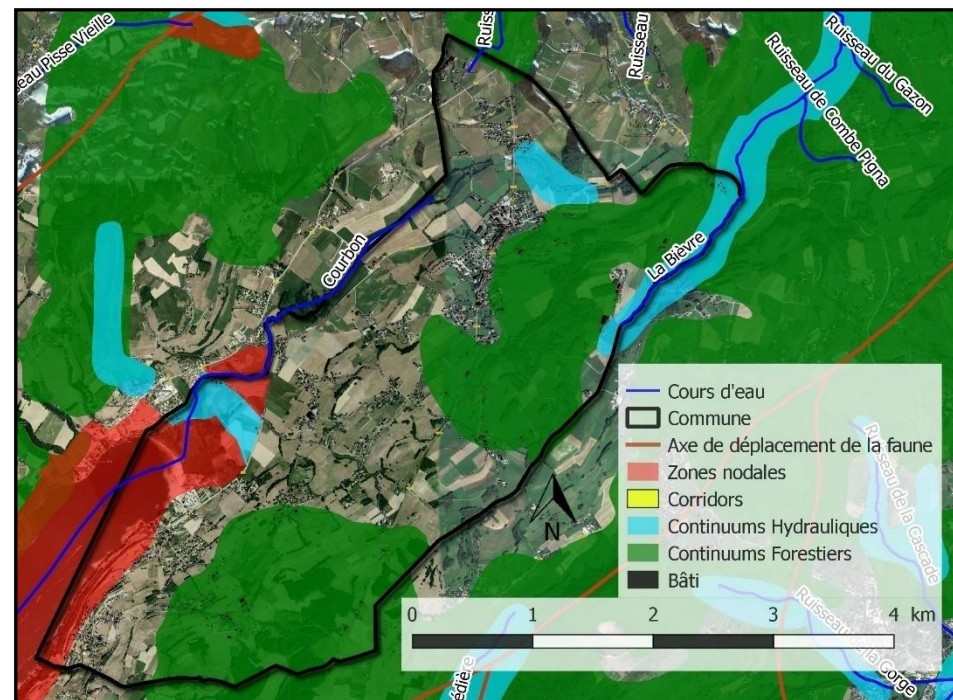 Ruisseau
Ruisseau du Gazon
Ruisseau de Combe Pigna
Courbon
La Bièvre
Cours d'eau
Commune
Axe de déplacement de la faune
Zones nodales
Corridors
Continuums Hydrauliques
Continuums Forestiers
Bâti
Ruisseau de la Cascade
N
0 1 2 3 4 km
Ruisseau de la Gorge
édière
eau Pisse Vieille